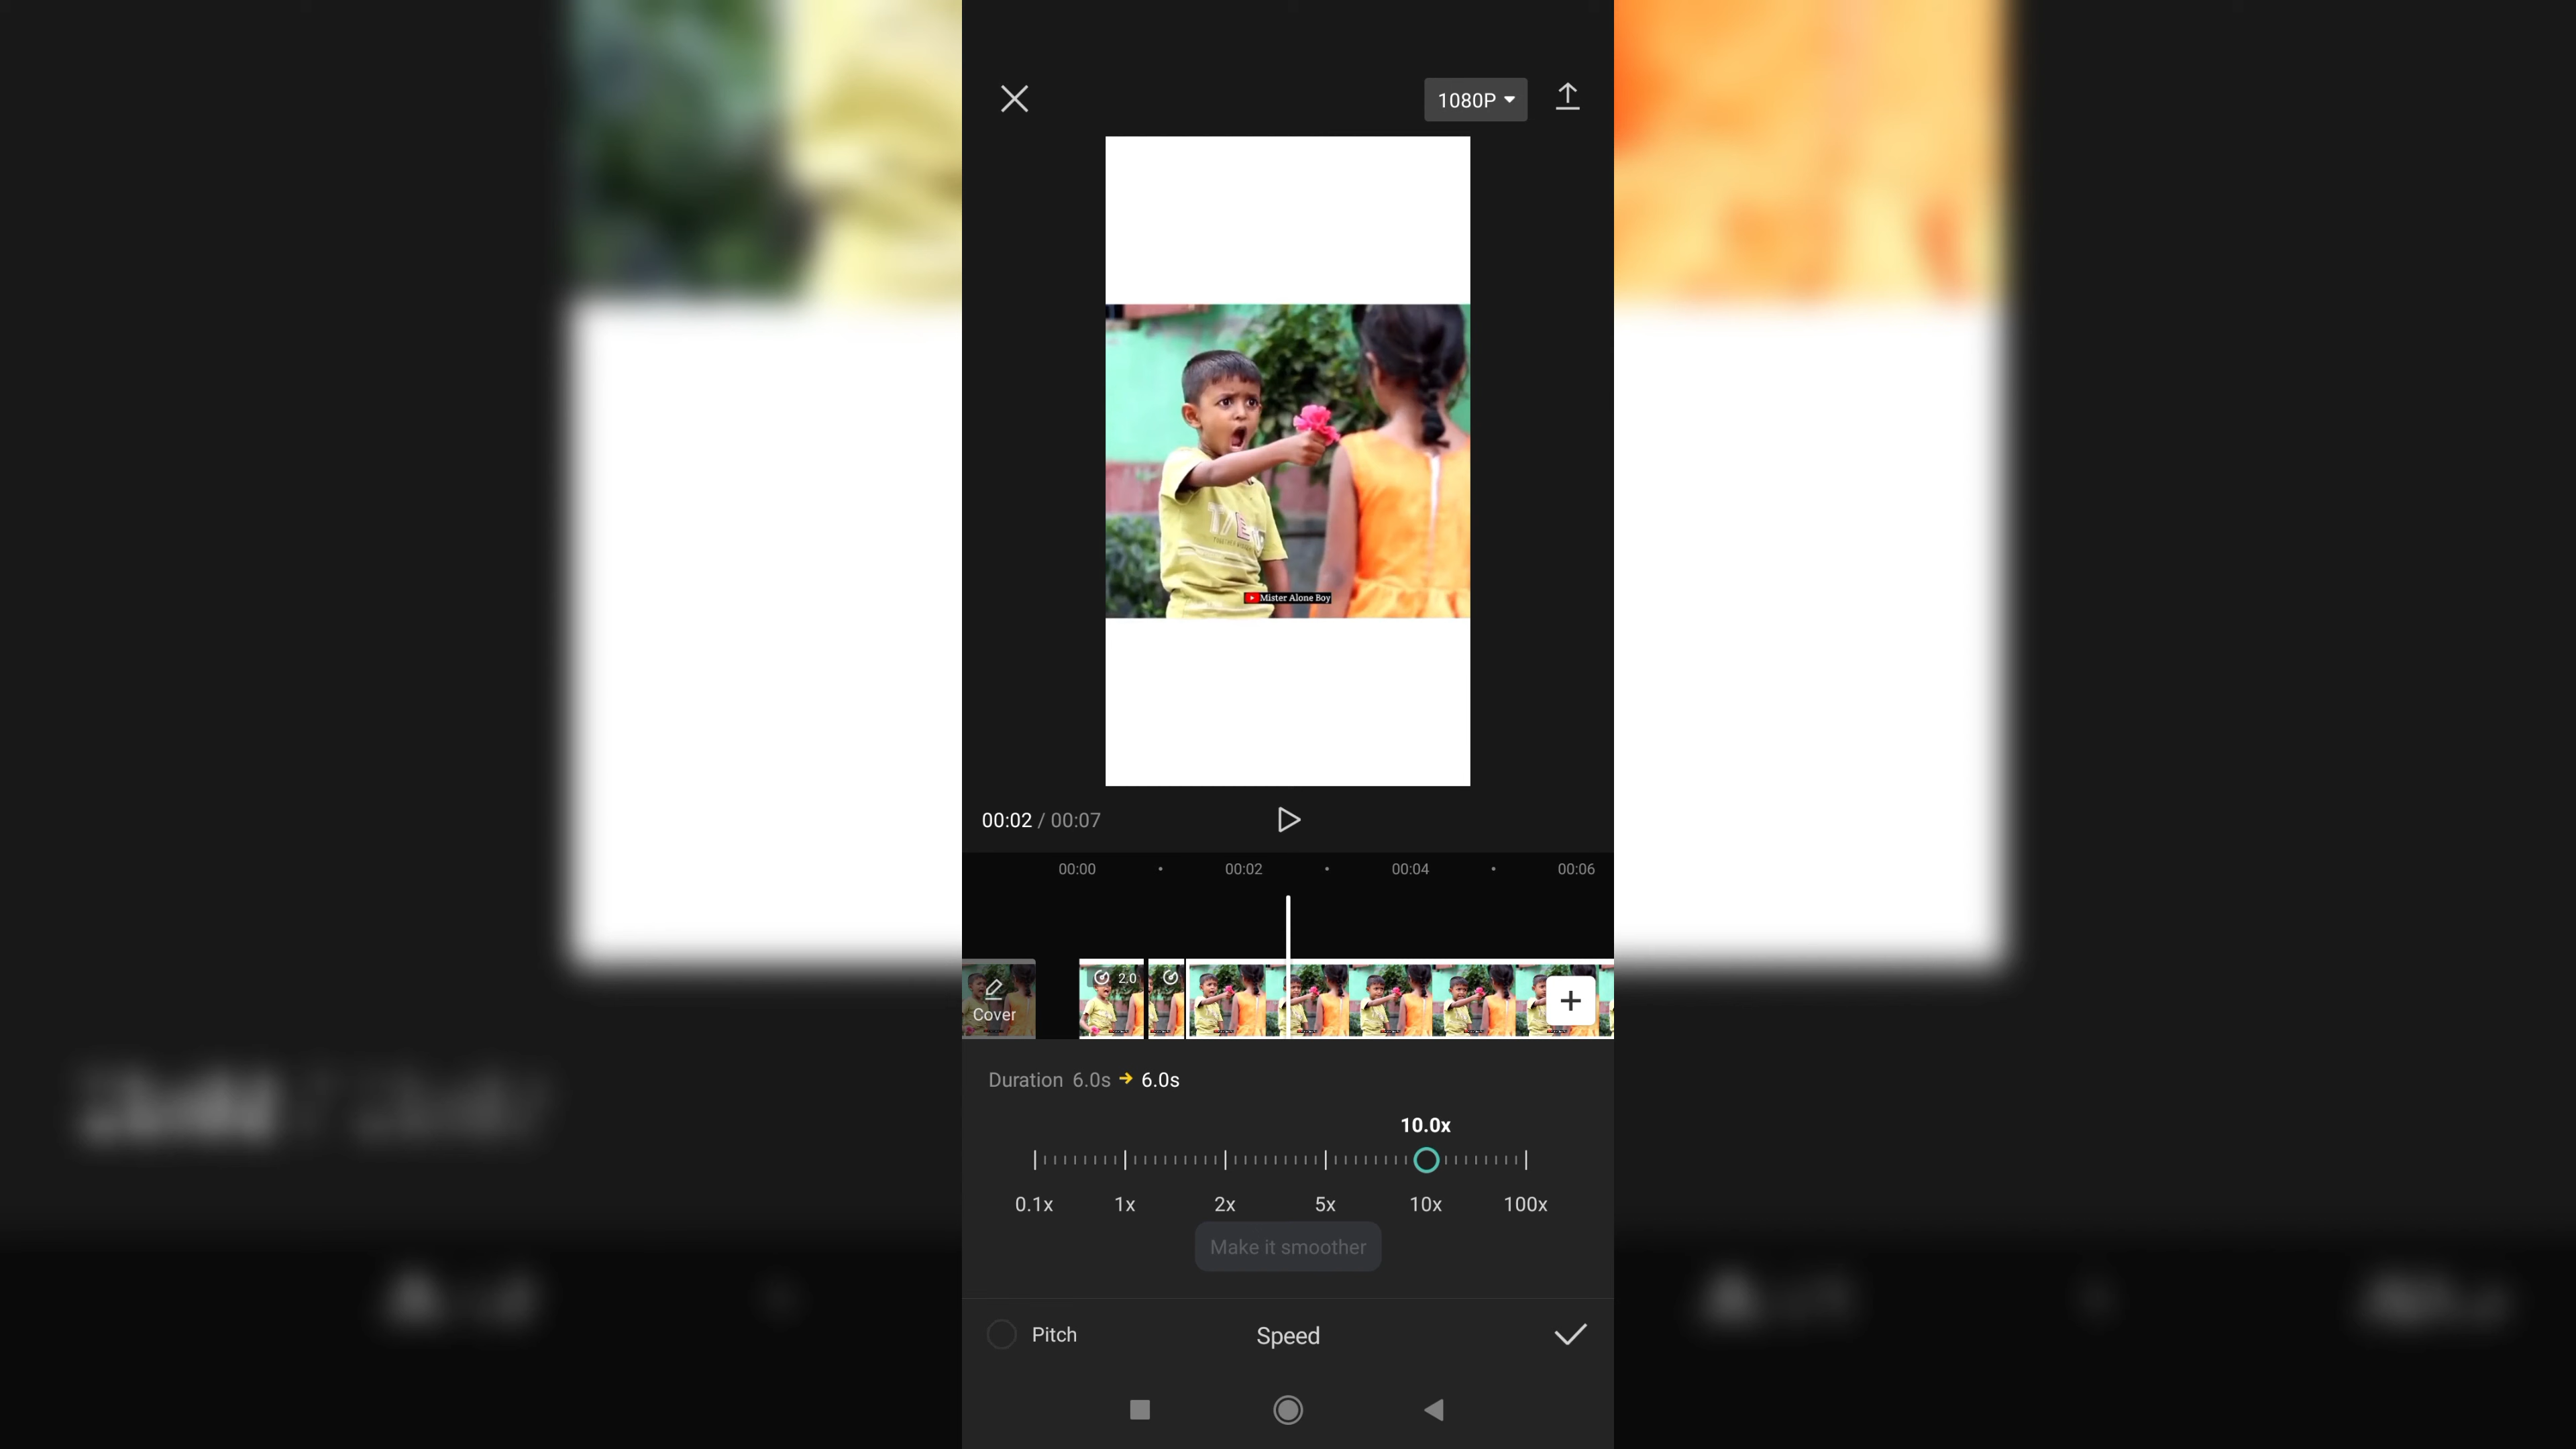 1080P
Mister Alone Boy
00:02 / 00:07
00:00 00:02 00:04 00:06
2.0
Cover
Duration 6.0s → 6.0s
10.0x
0.1x 1x 2x 5x 10x 100x
Make it smoother
Pitch Speed